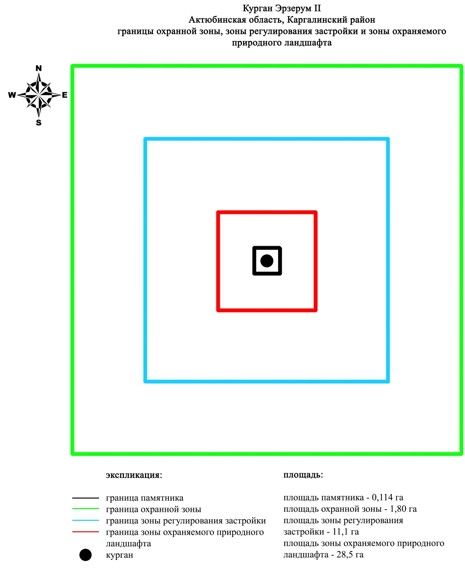 Курган Эрзерум II
Актюбинская область, Каргалинский район
границы охранной зоны, зоны регулирования застройки и зоны охраняемого
природного ландшафта
N
W E
S
экспликация:
граница памятника
граница охранной зоны
граница зоны регулирования застройки
граница зоны охраняемого природного
ландшафта
курган
площадь:
площадь памятника - 0,114 га
площадь охранной зоны - 1,80 га
площадь зоны регулирования
застройки - 11,1 га
площадь зоны охраняемого природного
ландшафта - 28,5 га